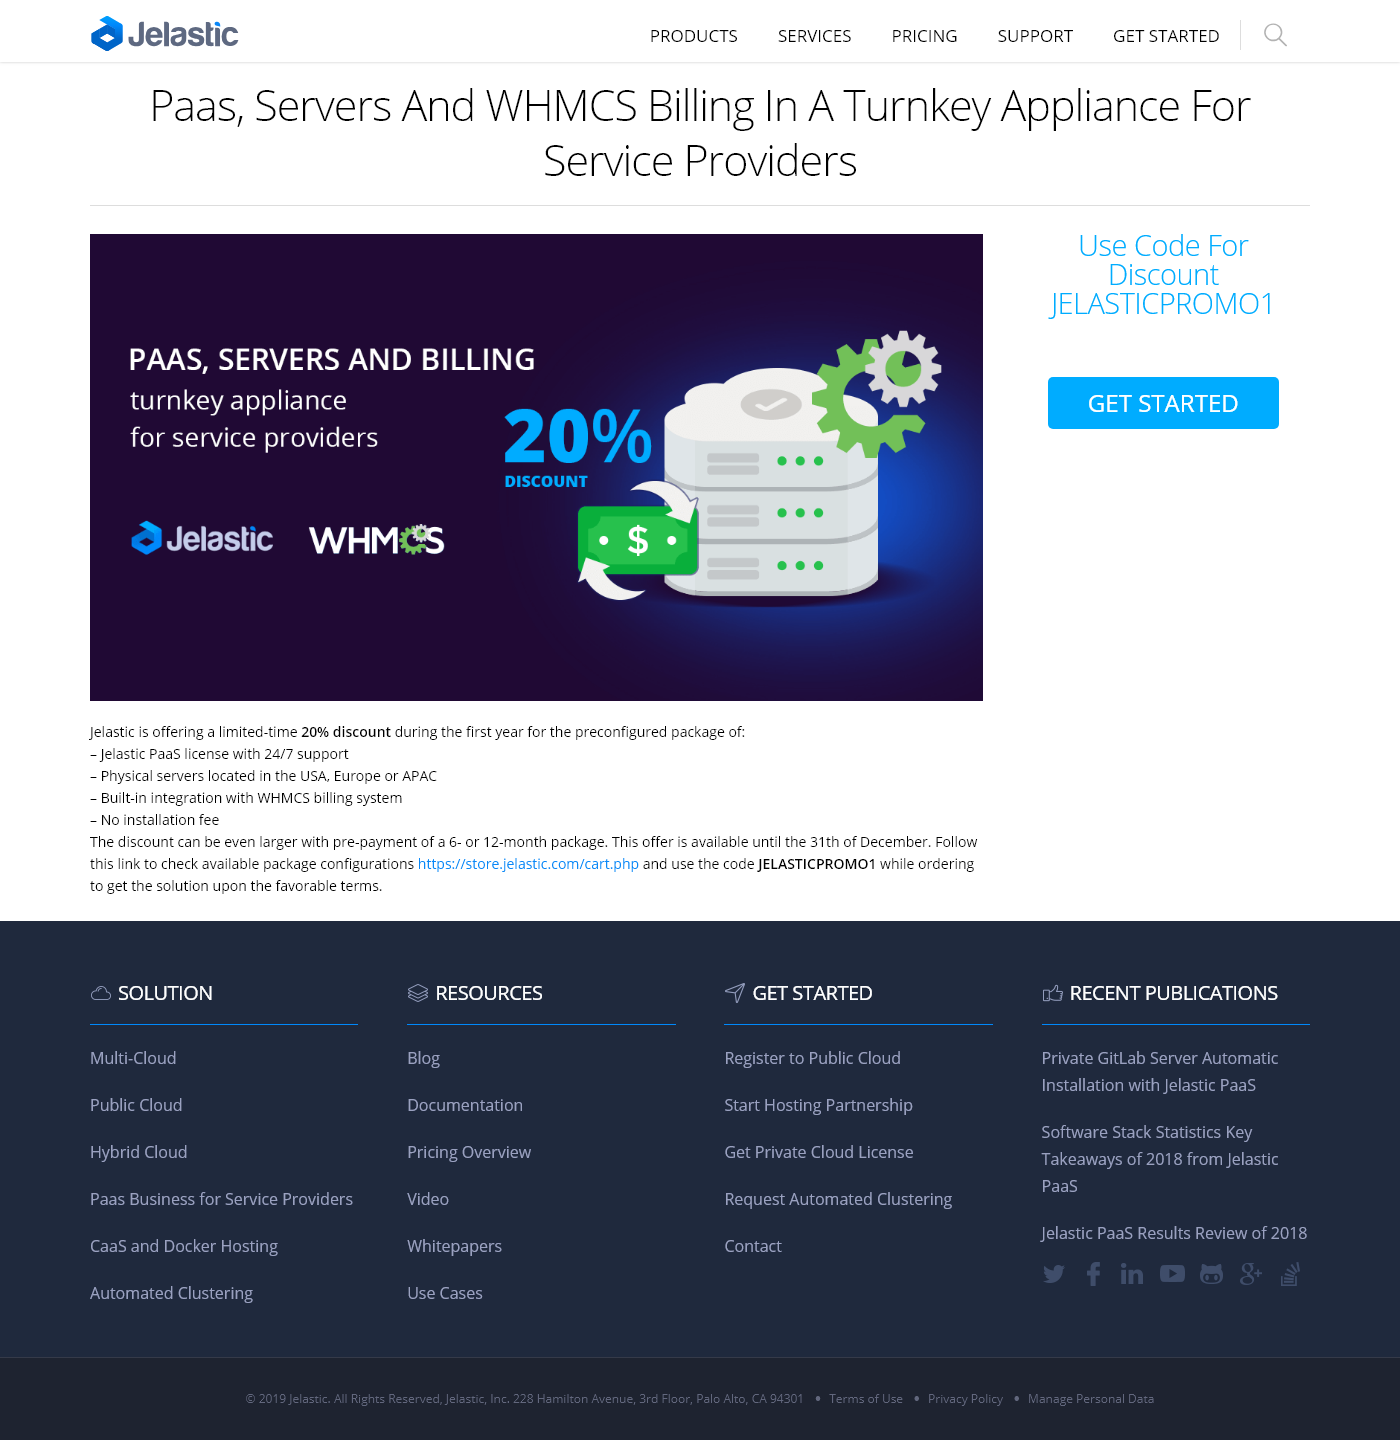 Jelastic
PRODUCTS
SERVICES
PRICING
SUPPORT
GET STARTED
Paas, Servers And WHMCS Billing In A Turnkey Appliance For
Service Providers
PAAS, SERVERS AND BILLING
turnkey appliance
for service providers
20%
DISCOUNT
$
Jelastic
WHMCS
Use Code For
Discount
JELASTICPROMO1
GET STARTED
Jelastic is offering a limited-time 20% discount during the first year for the preconfigured package of:
– Jelastic PaaS license with 24/7 support
– Physical servers located in the USA, Europe or APAC
– Built-in integration with WHMCS billing system
– No installation fee
The discount can be even larger with pre-payment of a 6- or 12-month package. This offer is available until the 31th of December. Follow
this link to check available package configurations https://store.jelastic.com/cart.php and use the code JELASTICPROMO1 while ordering
to get the solution upon the favorable terms.
SOLUTION
Multi-Cloud
Public Cloud
Hybrid Cloud
Paas Business for Service Providers
CaaS and Docker Hosting
Automated Clustering
RESOURCES
Blog
Documentation
Pricing Overview
Video
Whitepapers
Use Cases
GET STARTED
Register to Public Cloud
Start Hosting Partnership
Get Private Cloud License
Request Automated Clustering
Contact
RECENT PUBLICATIONS
Private GitLab Server Automatic
Installation with Jelastic PaaS
Software Stack Statistics Key
Takeaways of 2018 from Jelastic
PaaS
Jelastic PaaS Results Review of 2018
© 2019 Jelastic. All Rights Reserved, Jelastic, Inc. 228 Hamilton Avenue, 3rd Floor, Palo Alto, CA 94301 • Terms of Use • Privacy Policy • Manage Personal Data